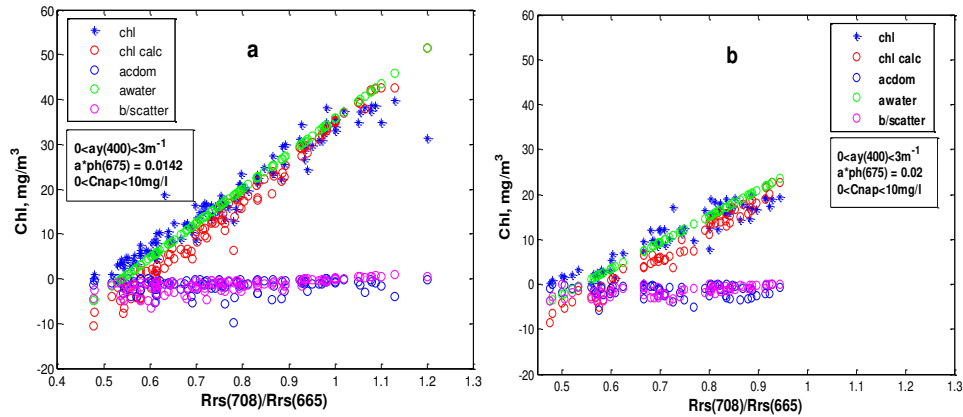 a
60
50
40
30
20
10
0
-10
-20
Chl, mg/m³
chl
chl calc
acdom
awater
b/scatter
0<ay(400)<3m⁻¹
a*ph(675) = 0.0142
0<Cnap<10mg/l
0.4 0.5 0.6 0.7 0.8 0.9 1 1.1 1.2 1.3
Rrs(708)/Rrs(665)
b
60
50
40
30
20
10
0
-10
-20
Chl, mg/m³
chl
chl calc
acdom
awater
b/scatter
0<ay(400)<3m⁻¹
a*ph(675) = 0.02
0<Cnap<10mg/l
0.5 0.6 0.7 0.8 0.9 1 1.1 1.2 1.3
Rrs(708)/Rrs(665)